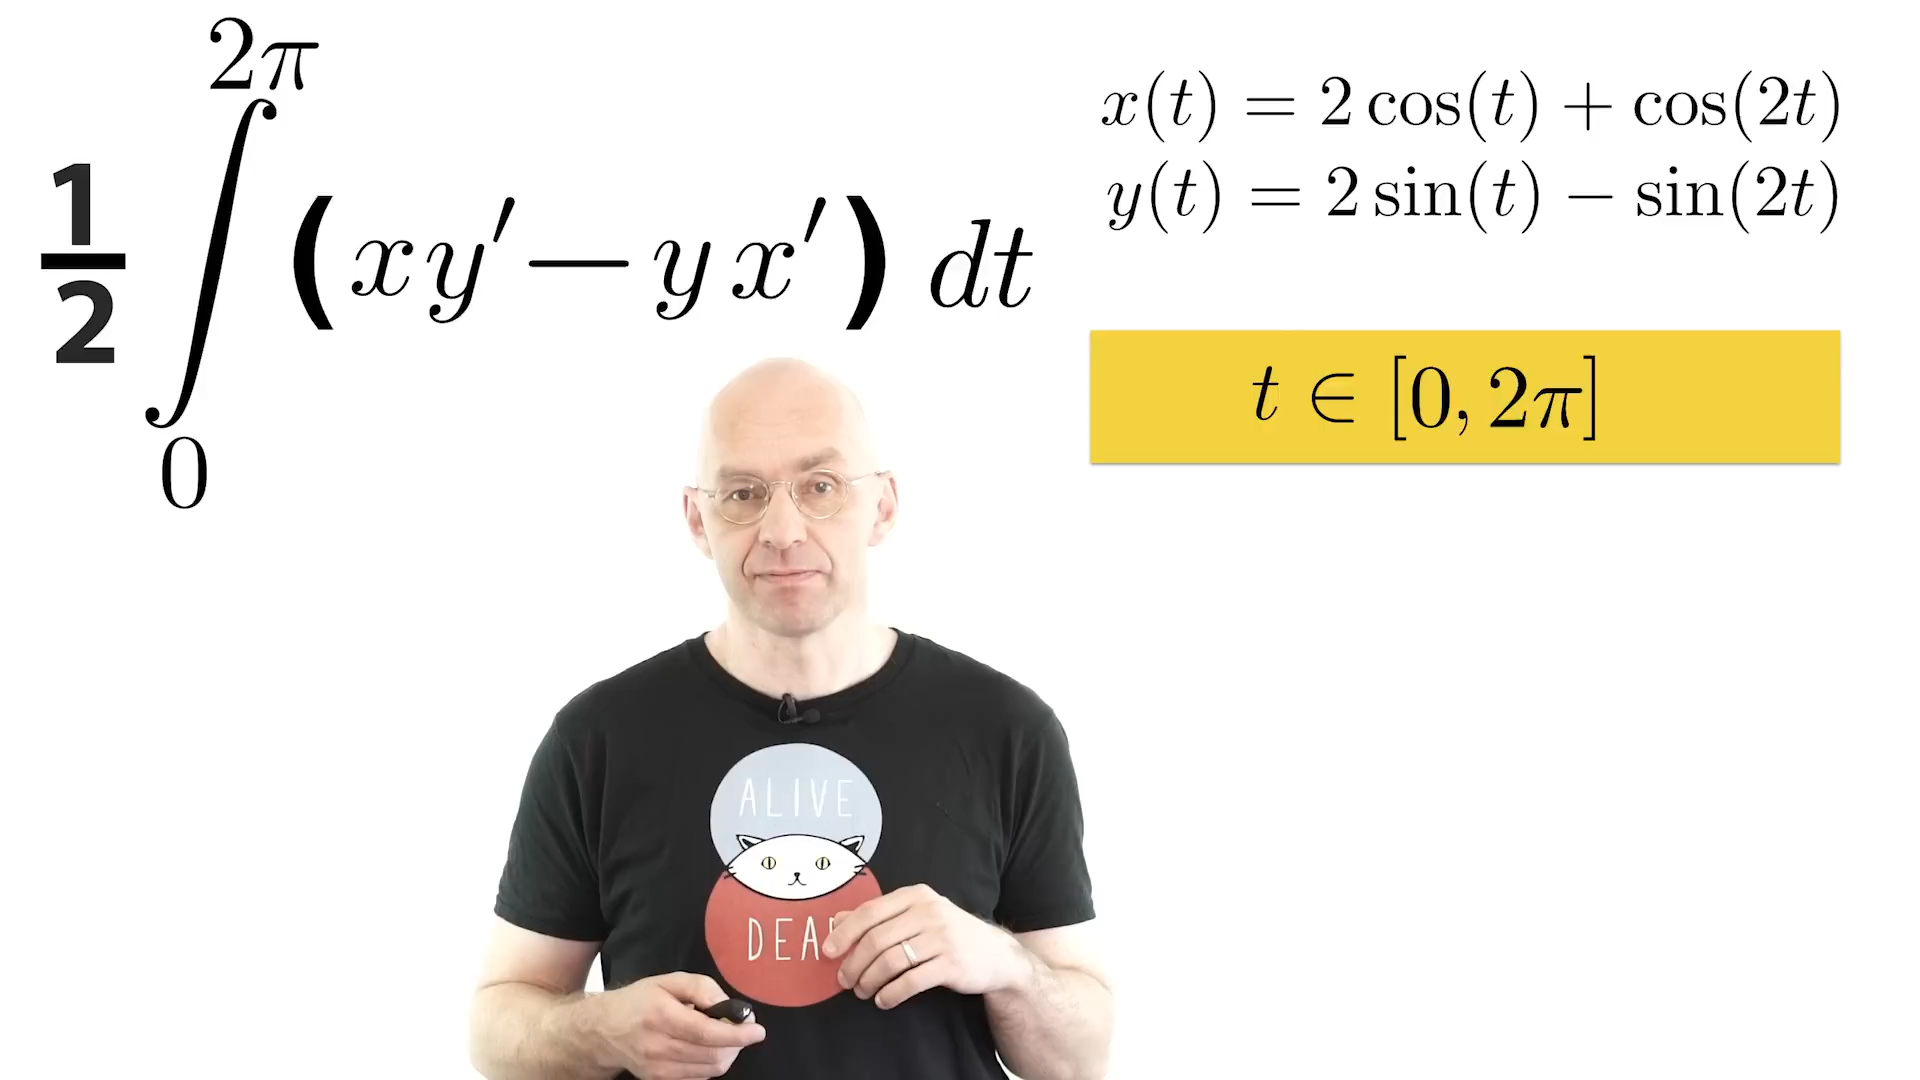 1/2 ∫₀^{2π} (xy′ − yx′) dt
x(t) = 2 cos(t) + cos(2t)
y(t) = 2 sin(t) − sin(2t)
t ∈ [0, 2π]
ALIVE
DEA